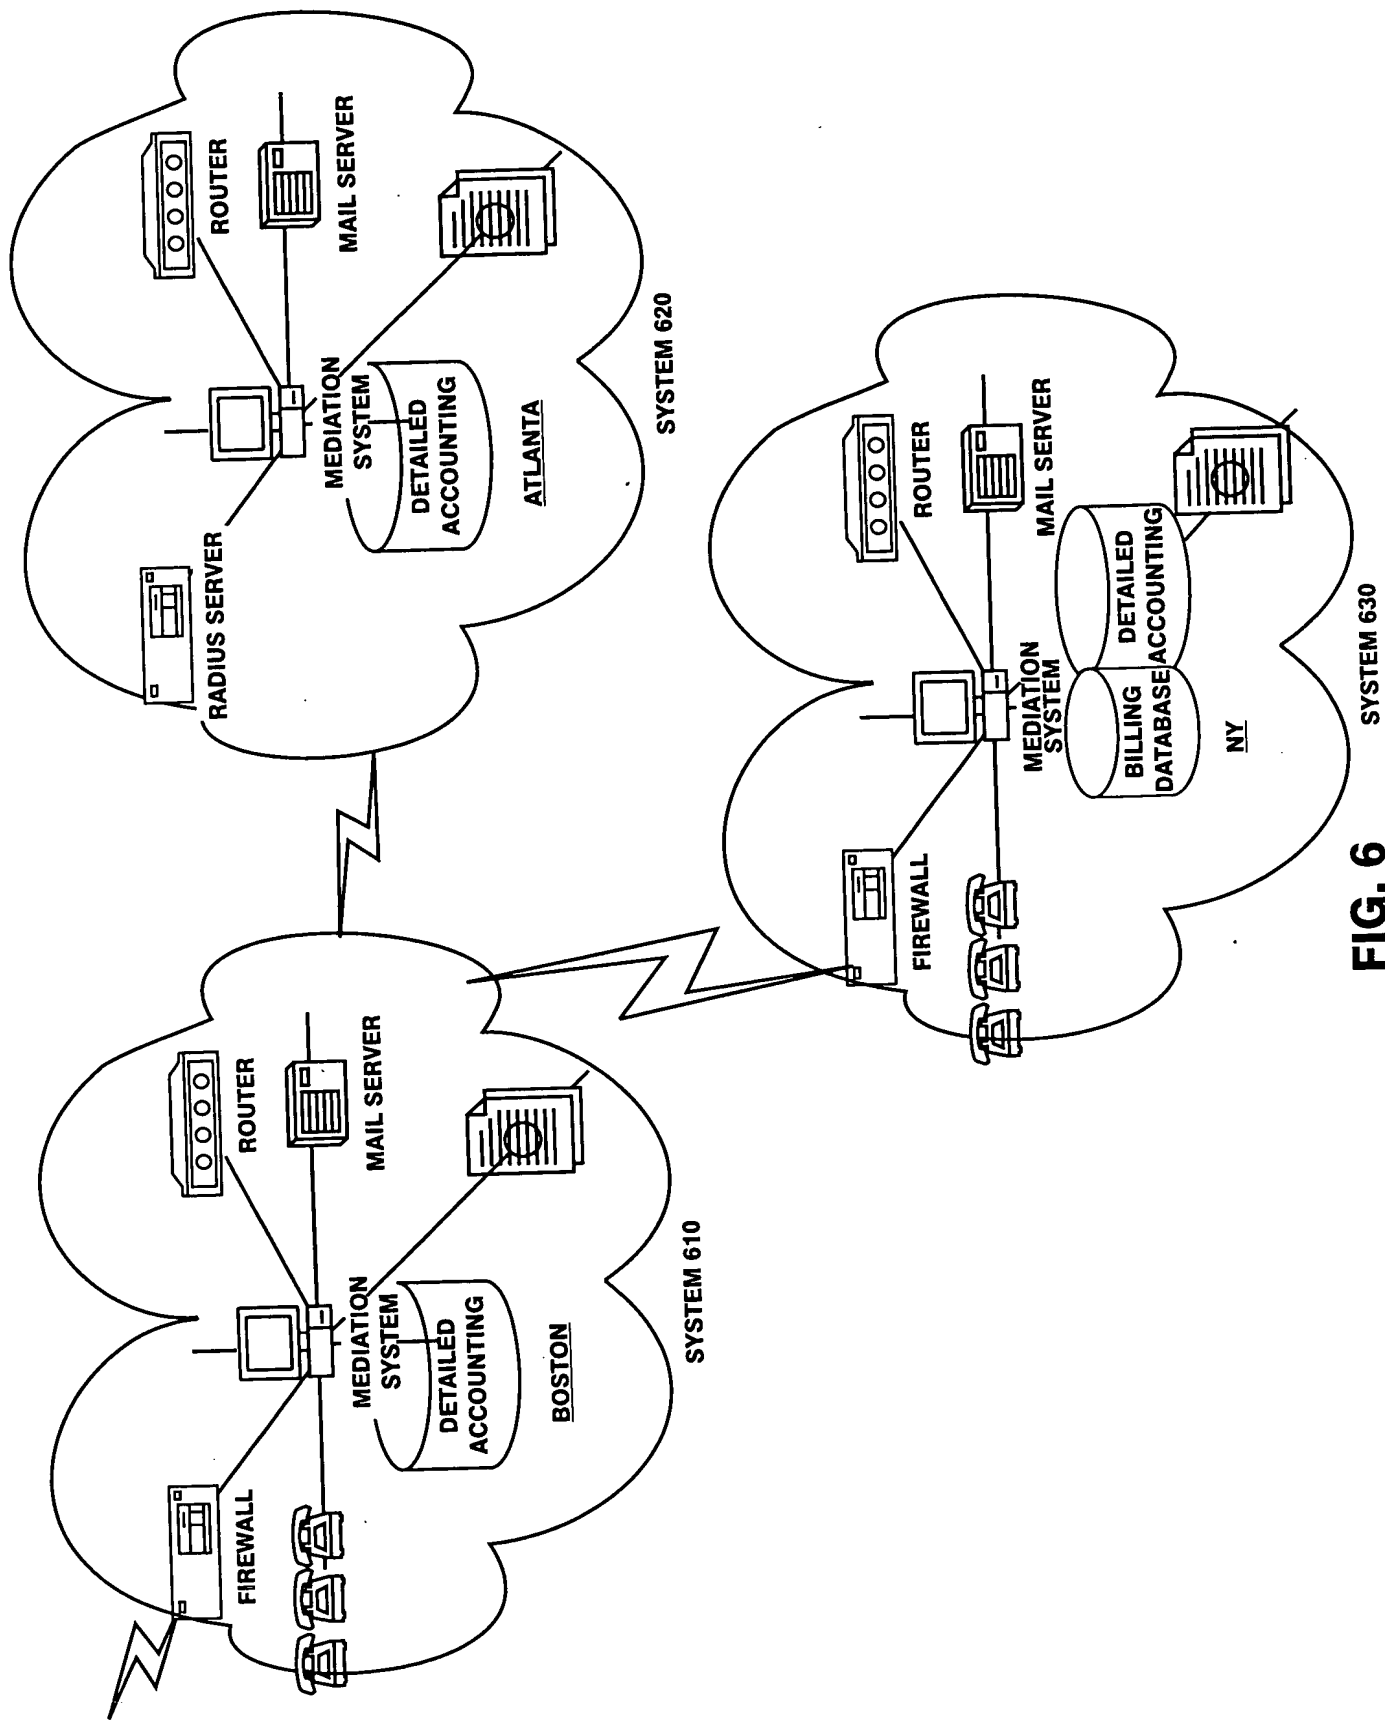 FIREWALL
ROUTER
MAIL SERVER
MEDIATION
SYSTEM
DETAILED
ACCOUNTING
BOSTON
SYSTEM 610
RADIUS SERVER
ROUTER
MAIL SERVER
MEDIATION
SYSTEM
DETAILED
ACCOUNTING
ATLANTA
SYSTEM 620
FIREWALL
ROUTER
MAIL SERVER
MEDIATION
SYSTEM
BILLING
DATABASE
DETAILED
ACCOUNTING
NY
SYSTEM 630
FIG. 6